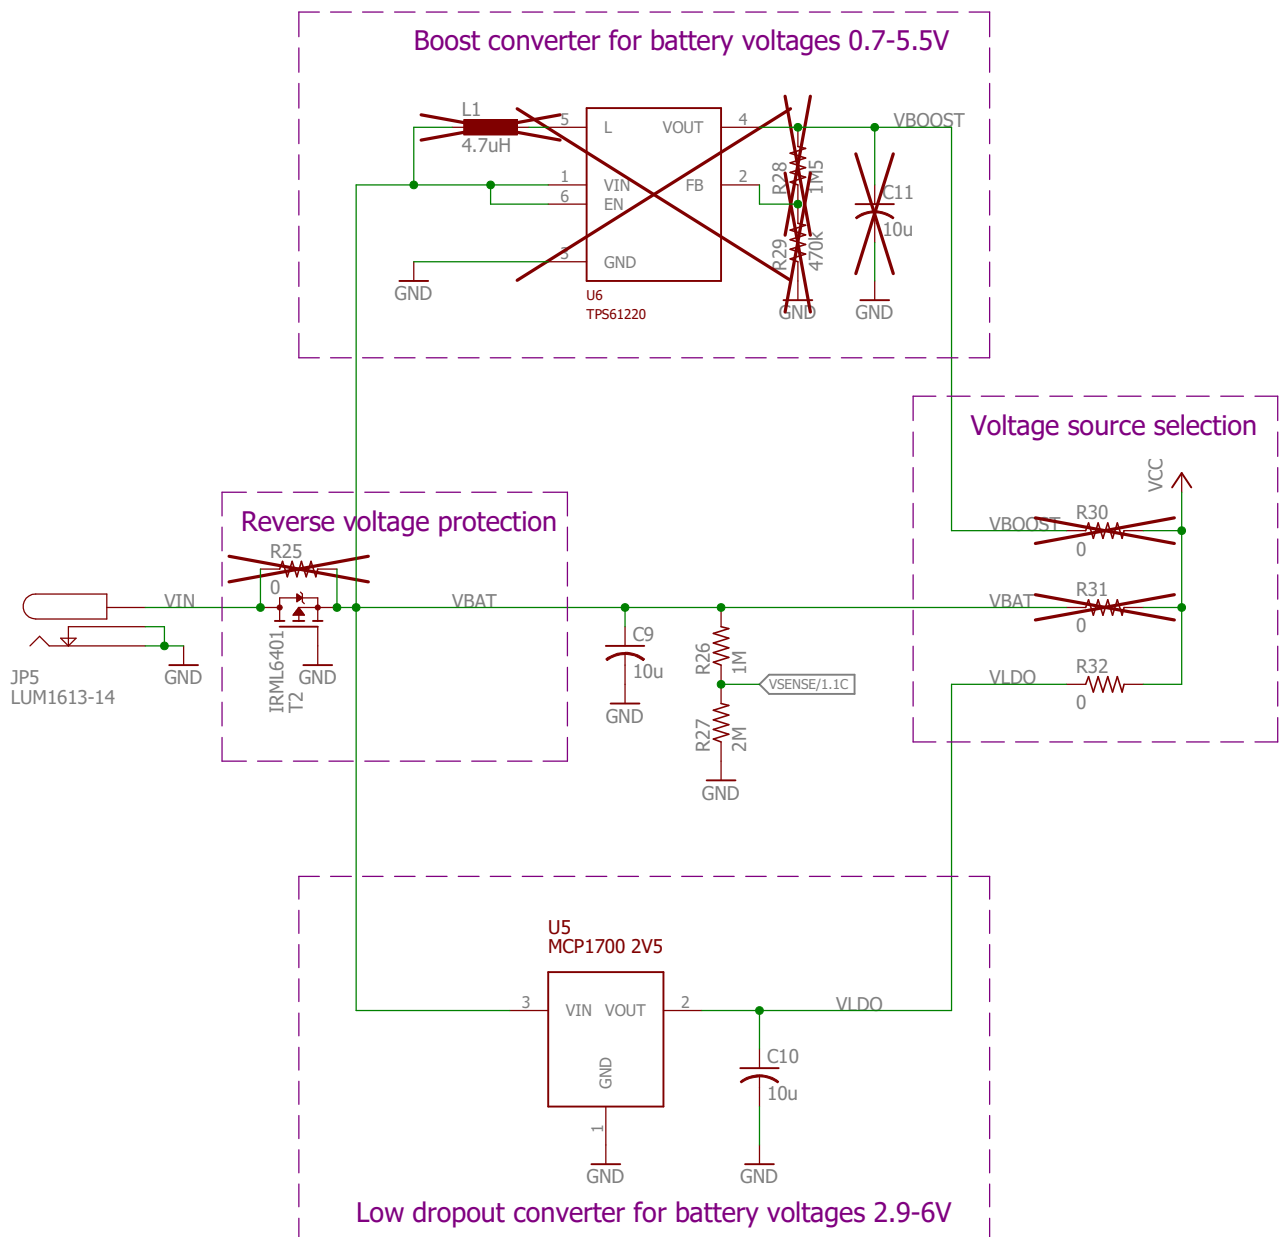 Boost converter for battery voltages 0.7-5.5V
L1
4.7uH
5
L
VOUT
4
VBOOST
1
VIN
FB
2
6
EN
3
GND
GND
U6
TPS61220
R28
1M5
R29
470K
GND
C11
10u
GND
Voltage source selection
VCC
VBOOST
R30
0
VBAT
R31
0
VLDO
R32
0
Reverse voltage protection
R25
0
VIN
VBAT
IRML6401
T2
GND
JP5
LUM1613-14
GND
C9
10u
GND
R26
1M
VSENSE/1.1C
R27
2M
GND
U5
MCP1700 2V5
3
VIN
VOUT
2
VLDO
GND
1
GND
C10
10u
GND
Low dropout converter for battery voltages 2.9-6V